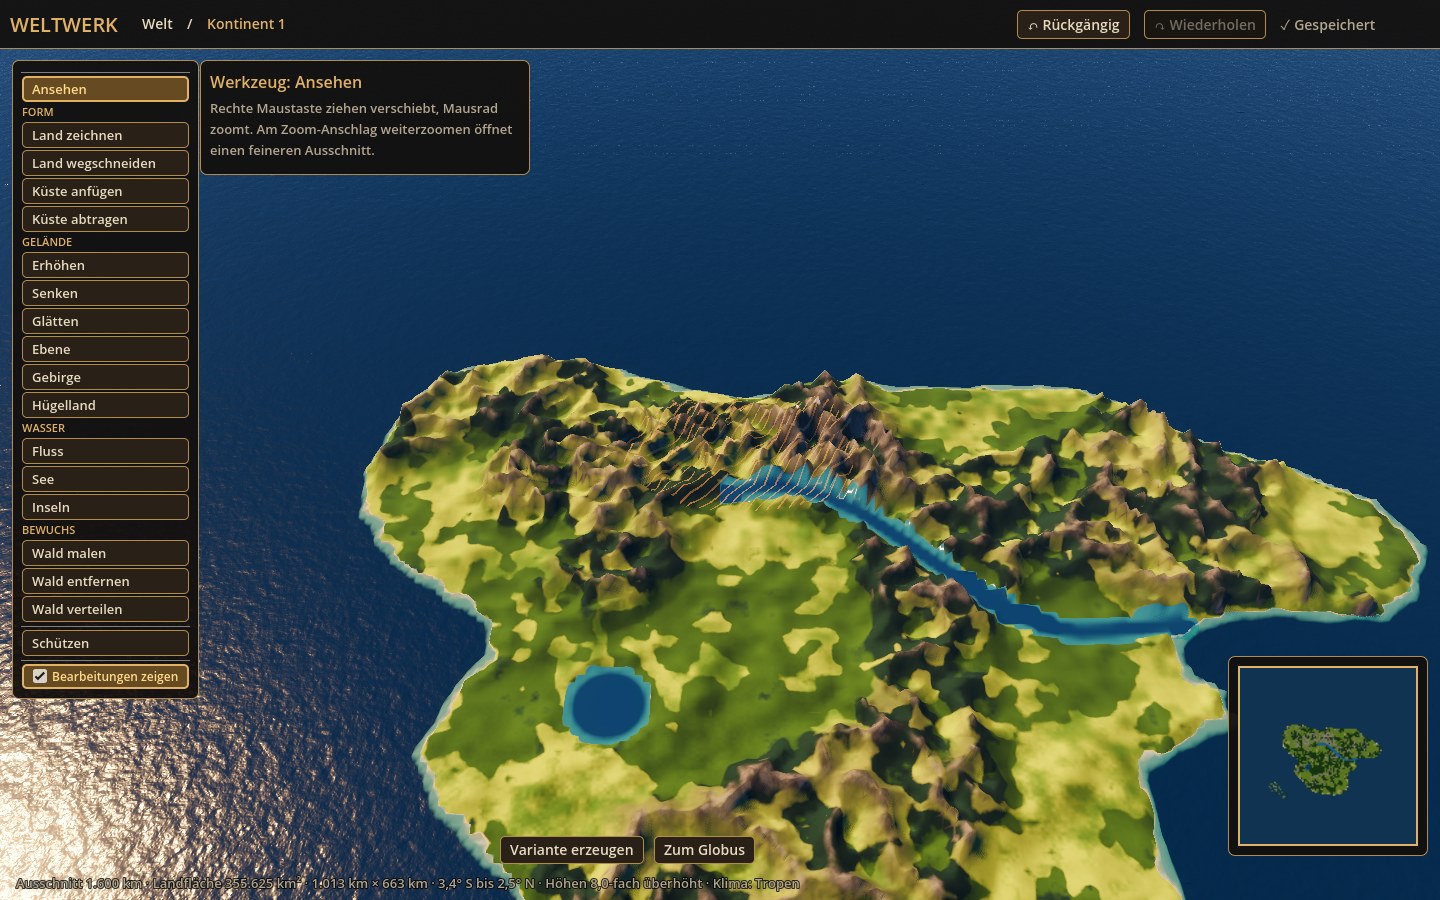 WELTWERK
Welt / Kontinent 1
Rückgängig
Wiederholen
✓ Gespeichert
Ansehen
FORM
Land zeichnen
Land wegschneiden
Küste anfügen
Küste abtragen
GELÄNDE
Erhöhen
Senken
Glätten
Ebene
Gebirge
Hügelland
WASSER
Fluss
See
Inseln
BEWUCHS
Wald malen
Wald entfernen
Wald verteilen
Schützen
Bearbeitungen zeigen
Werkzeug: Ansehen
Rechte Maustaste ziehen verschiebt, Mausrad
zoomt. Am Zoom-Anschlag weiterzoomen öffnet
einen feineren Ausschnitt.
Variante erzeugen
Zum Globus
Ausschnitt 1.600 km · Landfläche 355.625 km² · 1.013 km × 663 km · 3,4° S bis 2,5° N · Höhen 8,0-fach überhöht · Klima: Tropen